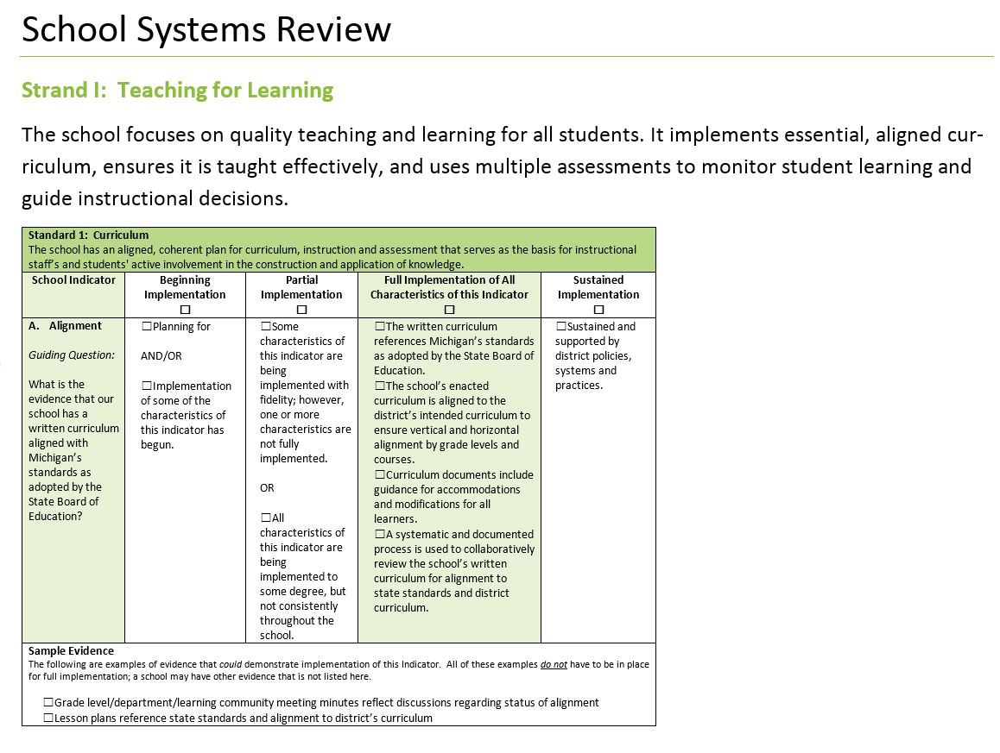 School Systems Review
Strand I:  Teaching for Learning
The school focuses on quality teaching and learning for all students. It implements essential, aligned cur-
riculum, ensures it is taught effectively, and uses multiple assessments to monitor student learning and
guide instructional decisions.
Standard 1:  Curriculum
The school has an aligned, coherent plan for curriculum, instruction and assessment that serves as the basis for instructional
staff's and students' active involvement in the construction and application of knowledge.
School Indicator
Beginning
Implementation
☐
Partial
Implementation
☐
Full Implementation of All
Characteristics of this Indicator
☐
Sustained
Implementation
☐
A.   Alignment
Guiding Question:
What is the
evidence that our
school has a
written curriculum
aligned with
Michigan's
standards as
adopted by the
State Board of
Education?
☐Planning for
AND/OR
☐Implementation
of some of the
characteristics of
this indicator has
begun.
☐Some
characteristics of
this indicator are
being
implemented with
fidelity; however,
one or more
characteristics are
not fully
implemented.
OR
☐All
characteristics of
this indicator are
being
implemented to
some degree, but
not consistently
throughout the
school.
☐The written curriculum
references Michigan's standards
as adopted by the State Board of
Education.
☐The school's enacted
curriculum is aligned to the
district's intended curriculum to
ensure vertical and horizontal
alignment by grade levels and
courses.
☐Curriculum documents include
guidance for accommodations
and modifications for all
learners.
☐A systematic and documented
process is used to collaboratively
review the school's written
curriculum for alignment to
state standards and district
curriculum.
☐Sustained and
supported by
district policies,
systems and
practices.
Sample Evidence
The following are examples of evidence that could demonstrate implementation of this Indicator.  All of these examples do not have to be in place
for full implementation; a school may have other evidence that is not listed here.
☐Grade level/department/learning community meeting minutes reflect discussions regarding status of alignment
☐Lesson plans reference state standards and alignment to district's curriculum